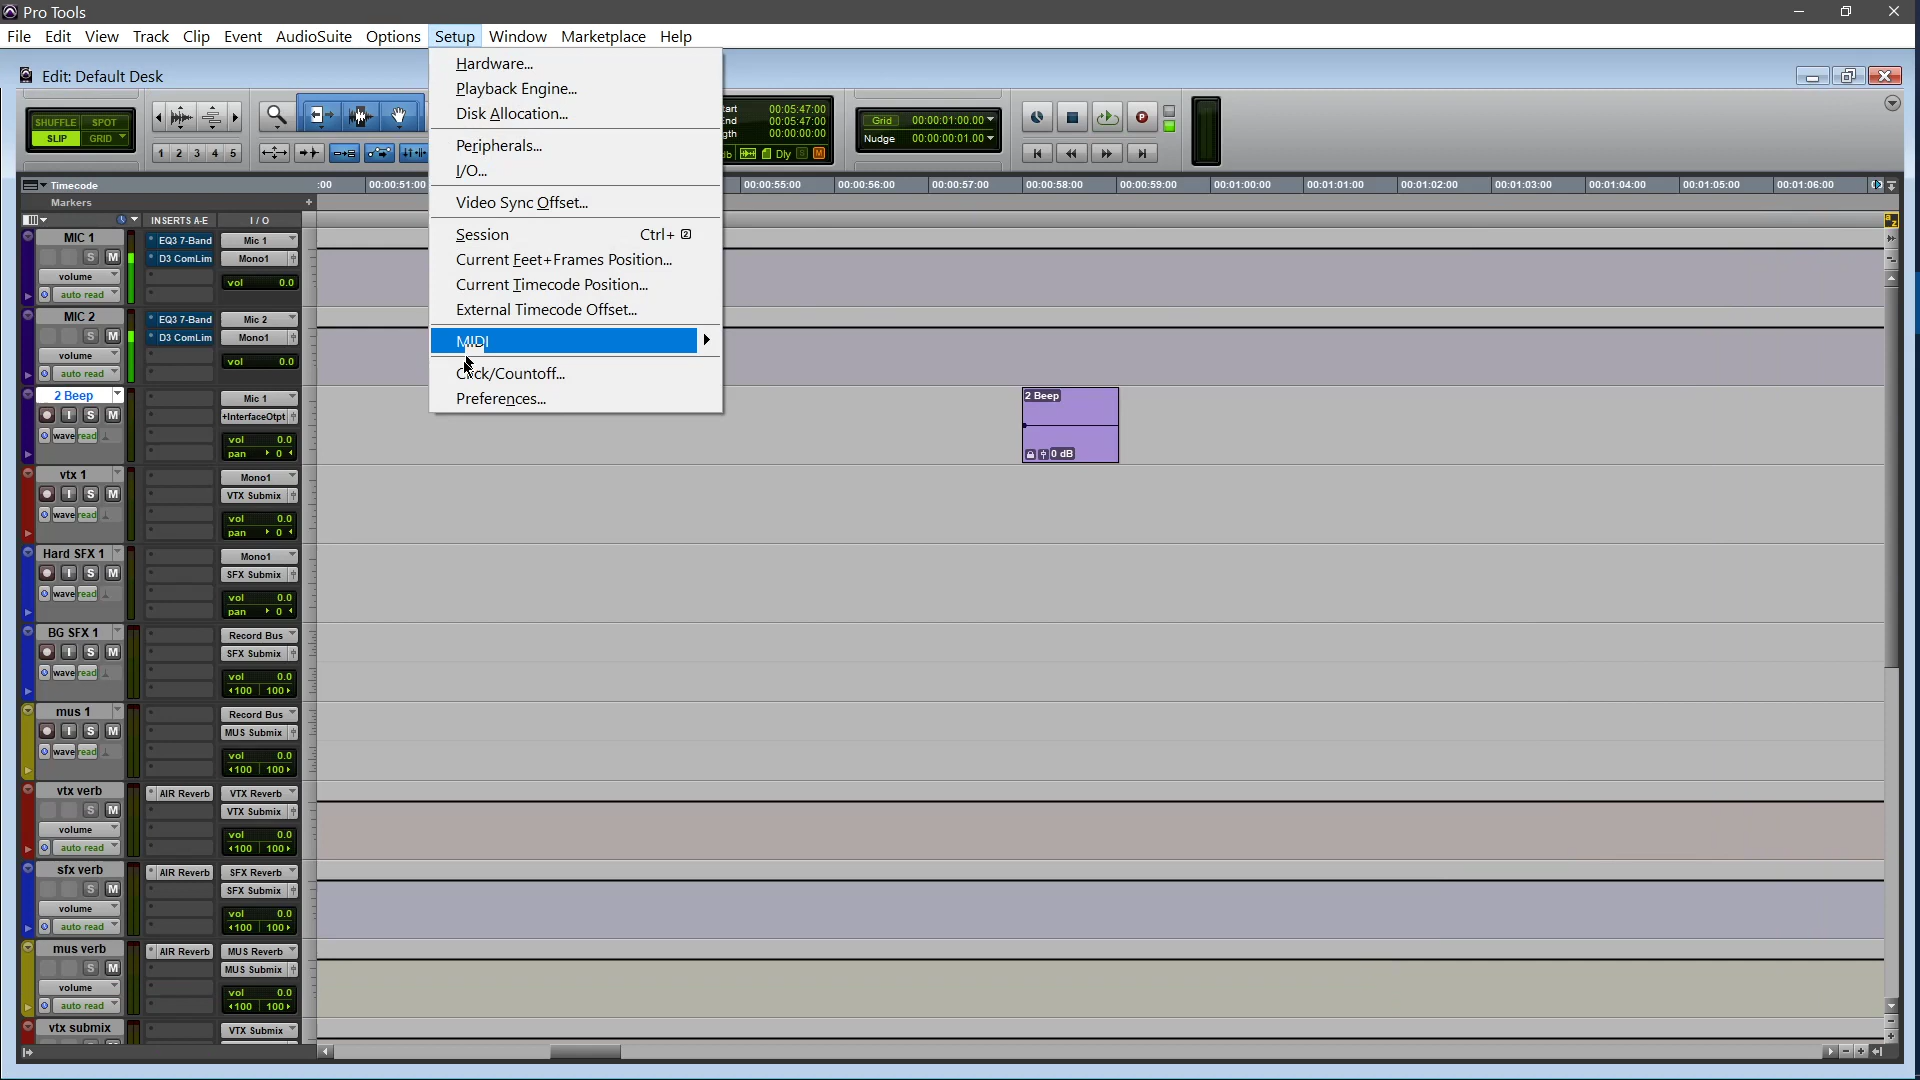 Pro Tools
File Edit View Track Clip Event AudioSuite Options Setup Window Marketplace Help
Edit: Default Desk
Hardware...
Playback Engine...
Disk Allocation...
Peripherals...
I/O...
Video Sync Offset...
Session Ctrl+ 2
Current Feet+Frames Position...
Current Timecode Position...
External Timecode Offset...
MIDI
Click/Countoff...
Preferences...
SHUFFLE SPOT
SLIP GRID
1 2 3 4 5
00:05:47:00
00:05:47:00
00:00:00:00
Dly S M
Grid 00:00:01:00.00
Nudge 00:00:00:01.00
Timecode
:00 00:00:51:00 00:00:55:00 00:00:56:00 00:00:57:00 00:00:58:00 00:00:59:00 00:01:00:00 00:01:01:00 00:01:02:00 00:01:03:00 00:01:04:00 00:01:05:00 00:01:06:00
Markers
INSERTS A-E I / O
MIC 1 EQ3 7-Band Mic 1
S M D3 ComLim Mono1
volume vol 0.0
auto read
MIC 2 EQ3 7-Band Mic 2
S M D3 ComLim Mono1
volume vol 0.0
auto read
2 Beep Mic 1
I S M +InterfaceOtpt
wave read vol 0.0
pan 0
2 Beep
0 dB
vtx 1 Mono1
I S M VTX Submix
wave read vol 0.0
pan 0
Hard SFX 1 Mono1
I S M SFX Submix
wave read vol 0.0
pan 0
BG SFX 1 Record Bus
I S M SFX Submix
wave read vol 0.0
100 100
mus 1 Record Bus
I S M MUS Submix
wave read vol 0.0
100 100
vtx verb AIR Reverb VTX Reverb
S M VTX Submix
volume vol 0.0
auto read 100 100
sfx verb AIR Reverb SFX Reverb
S M SFX Submix
volume vol 0.0
auto read 100 100
mus verb AIR Reverb MUS Reverb
S M MUS Submix
volume vol 0.0
auto read 100 100
vtx submix VTX Submix